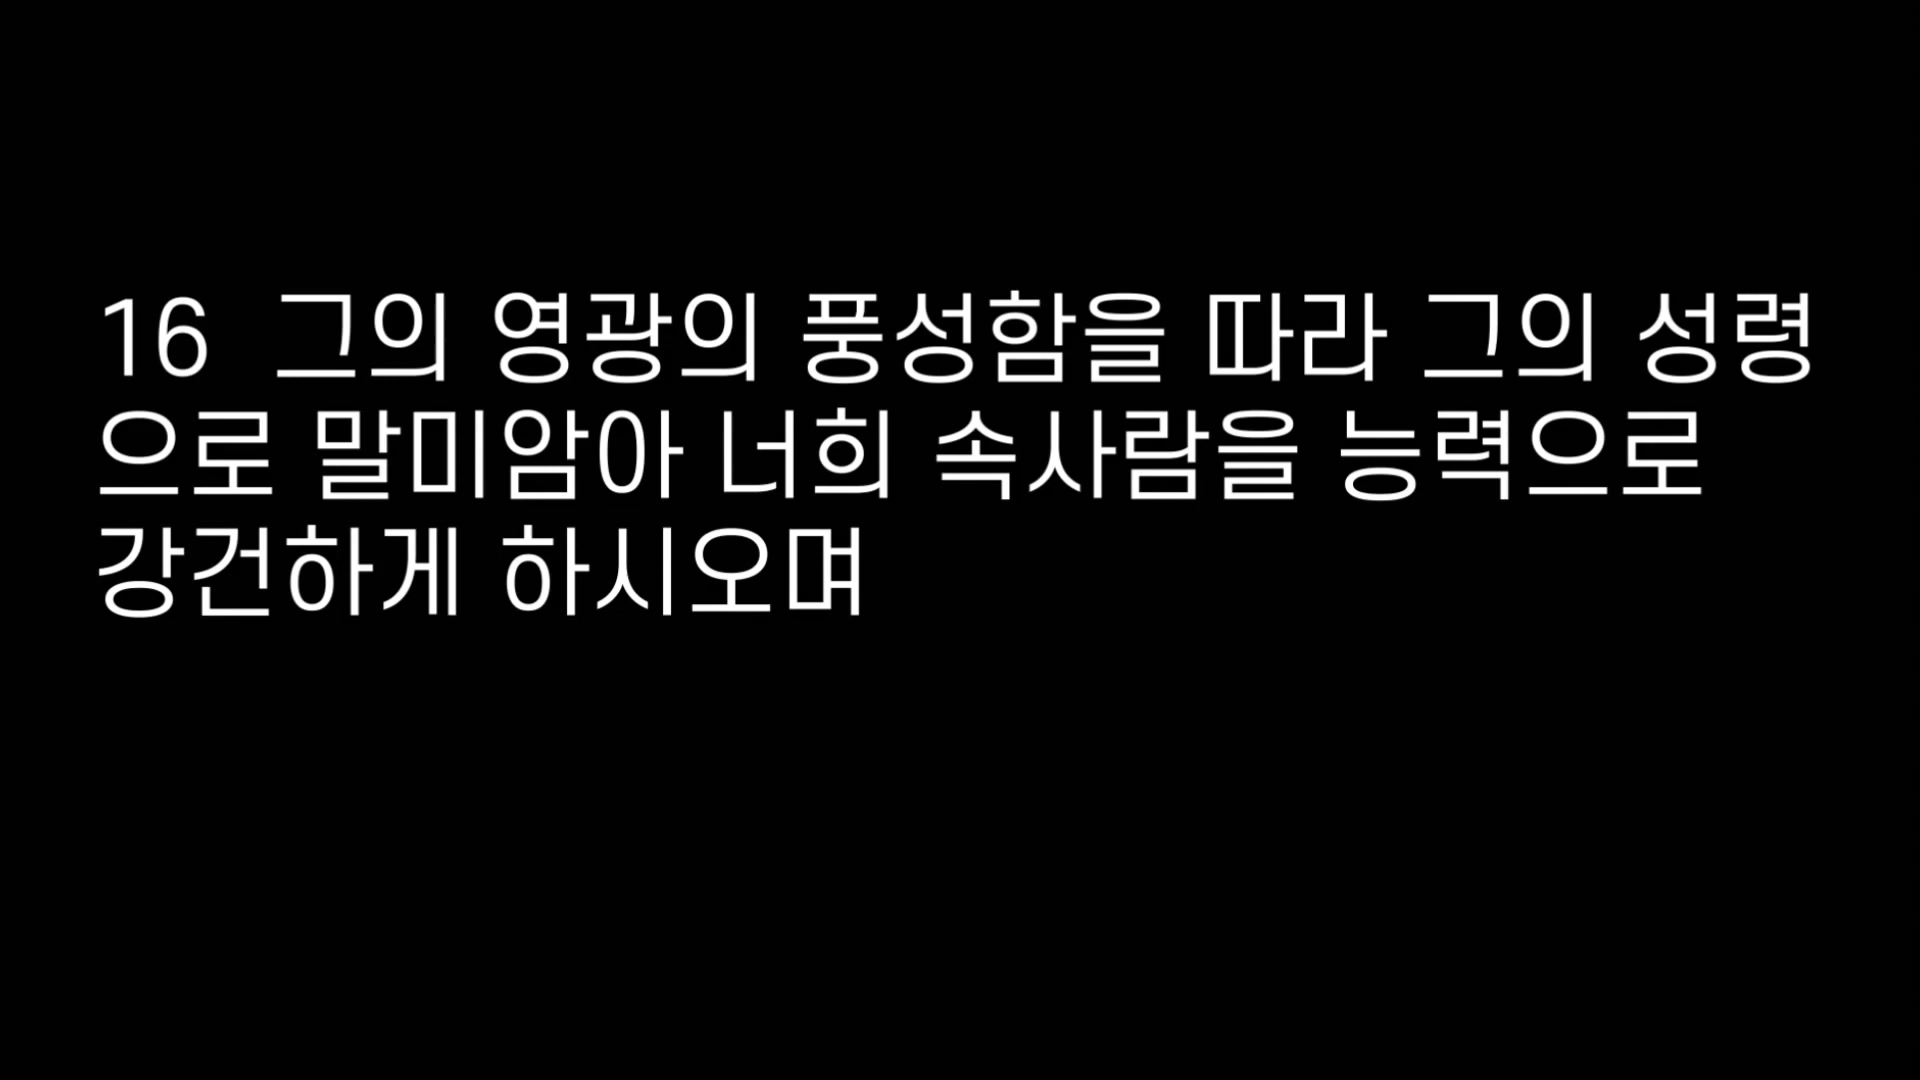 16 그의 영광의 풍성함을 따라 그의 성령
으로 말미암아 너희 속사람을 능력으로
강건하게 하시오며